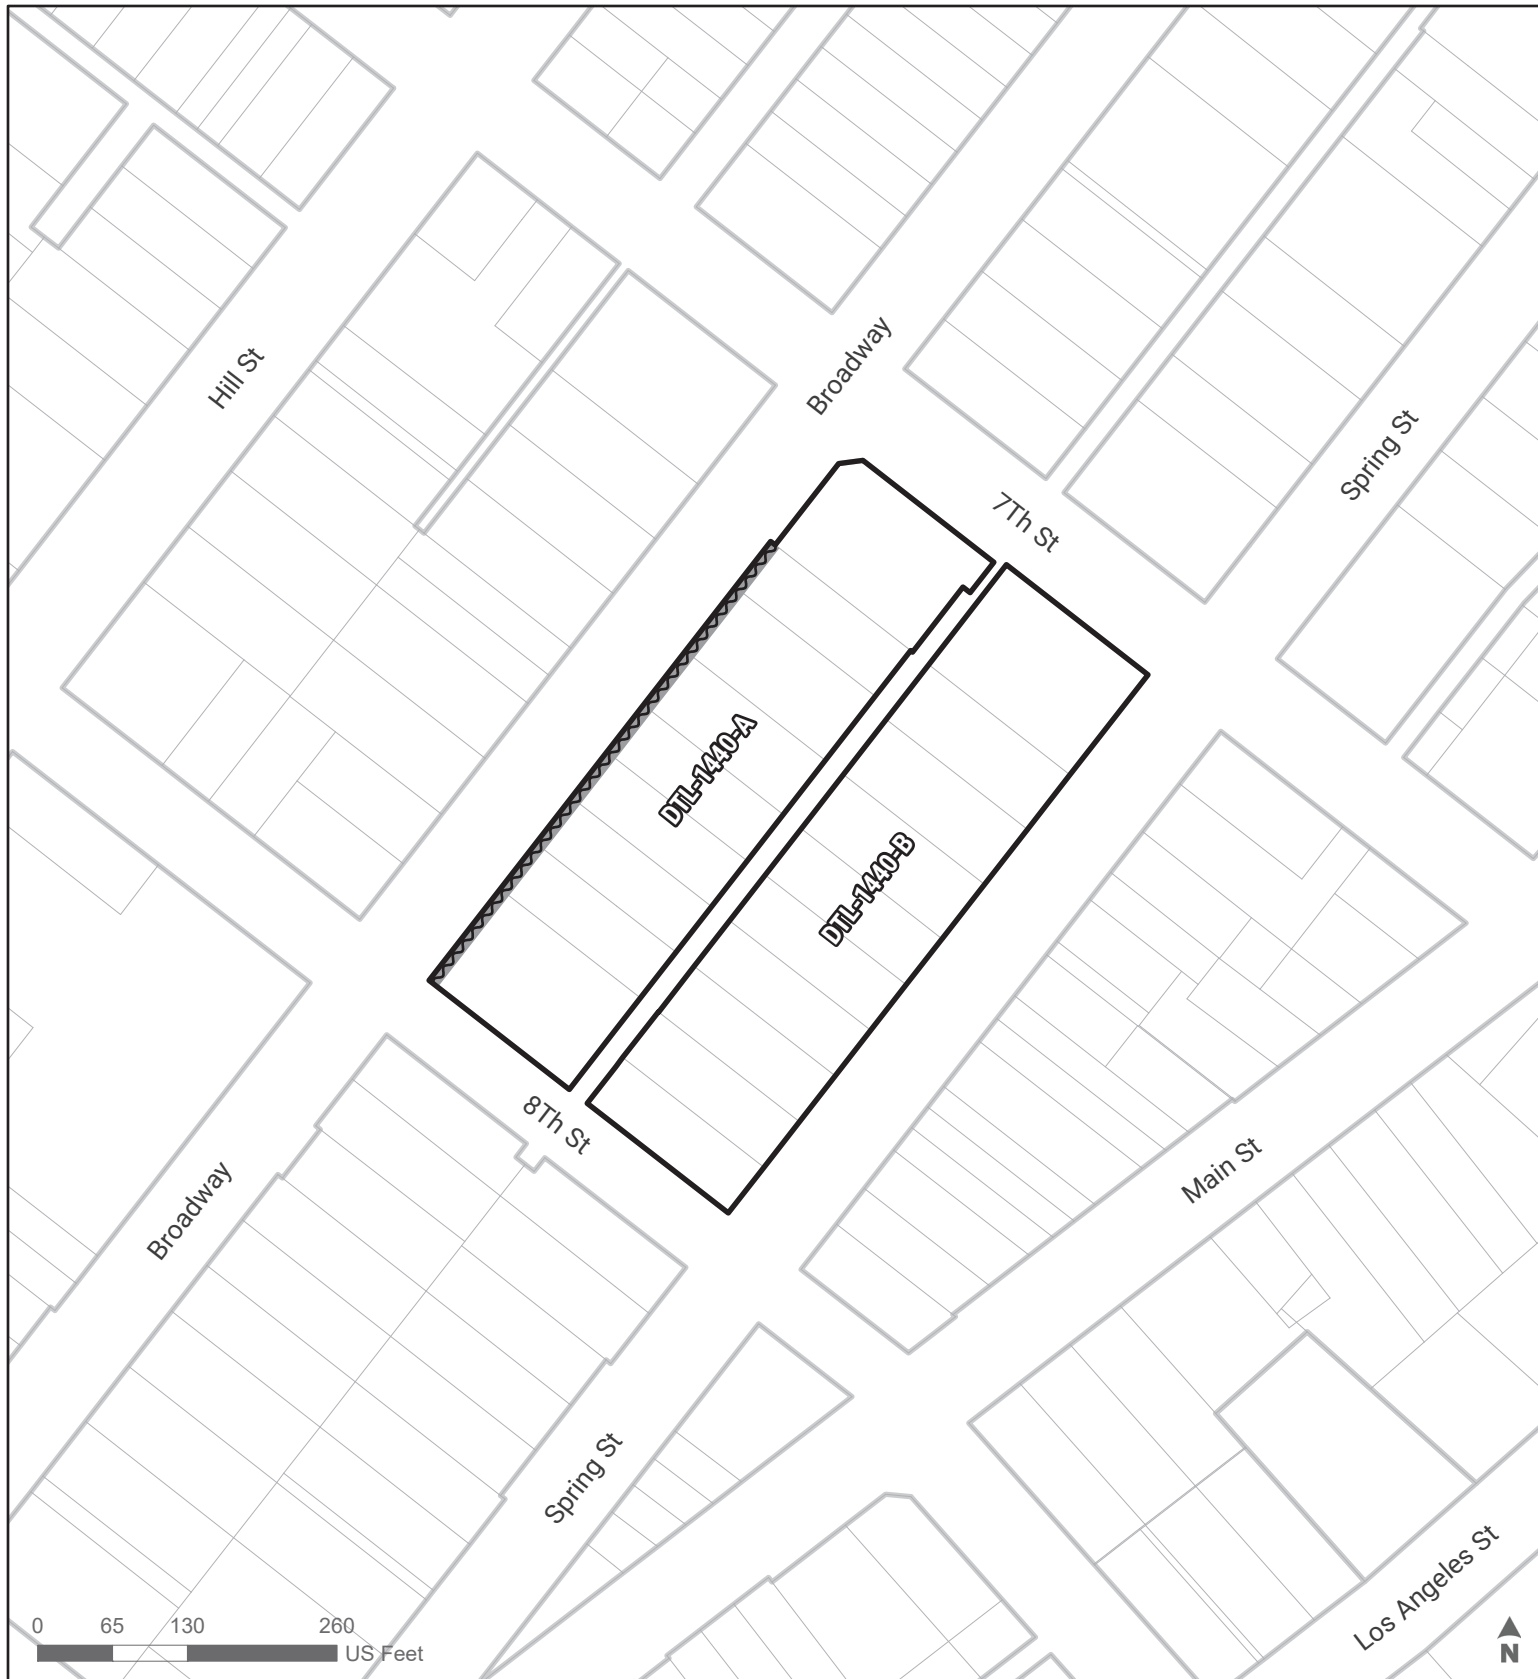 Broadway
Hill St
Spring St
7Th St
DTL-1440-A
DTL-1440-B
8Th St
Main St
Broadway
Spring St
Los Angeles St
0 65 130 260
US Feet
N